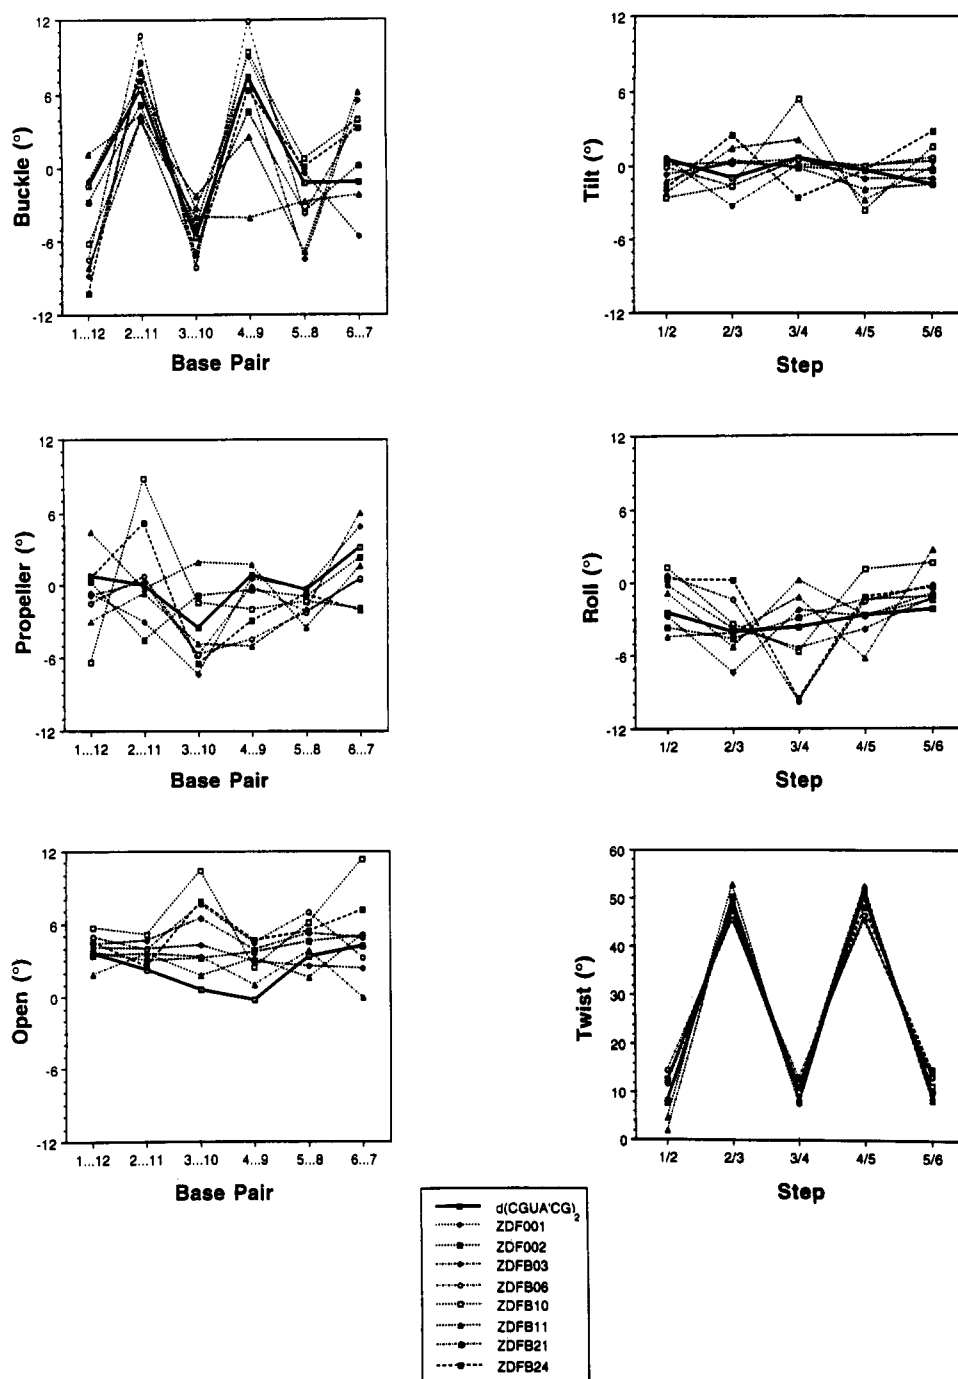 12
6
0
-6
-12
Buckle (°)
1...12 2...11 3...10 4...9 5...8 6...7
Base Pair
12
6
0
-6
-12
Tilt (°)
1/2 2/3 3/4 4/5 5/6
Step
12
6
0
-6
-12
Propeller (°)
1...12 2...11 3...10 4...9 5...8 6...7
Base Pair
12
6
0
-6
-12
Roll (°)
1/2 2/3 3/4 4/5 5/6
Step
12
6
0
-6
-12
Open (°)
1...12 2...11 3...10 4...9 5...8 6...7
Base Pair
60
50
40
30
20
10
0
Twist (°)
1/2 2/3 3/4 4/5 5/6
Step
d(CGUA'CG)2
ZDF001
ZDF002
ZDFB03
ZDFB06
ZDFB10
ZDFB11
ZDFB21
ZDFB24